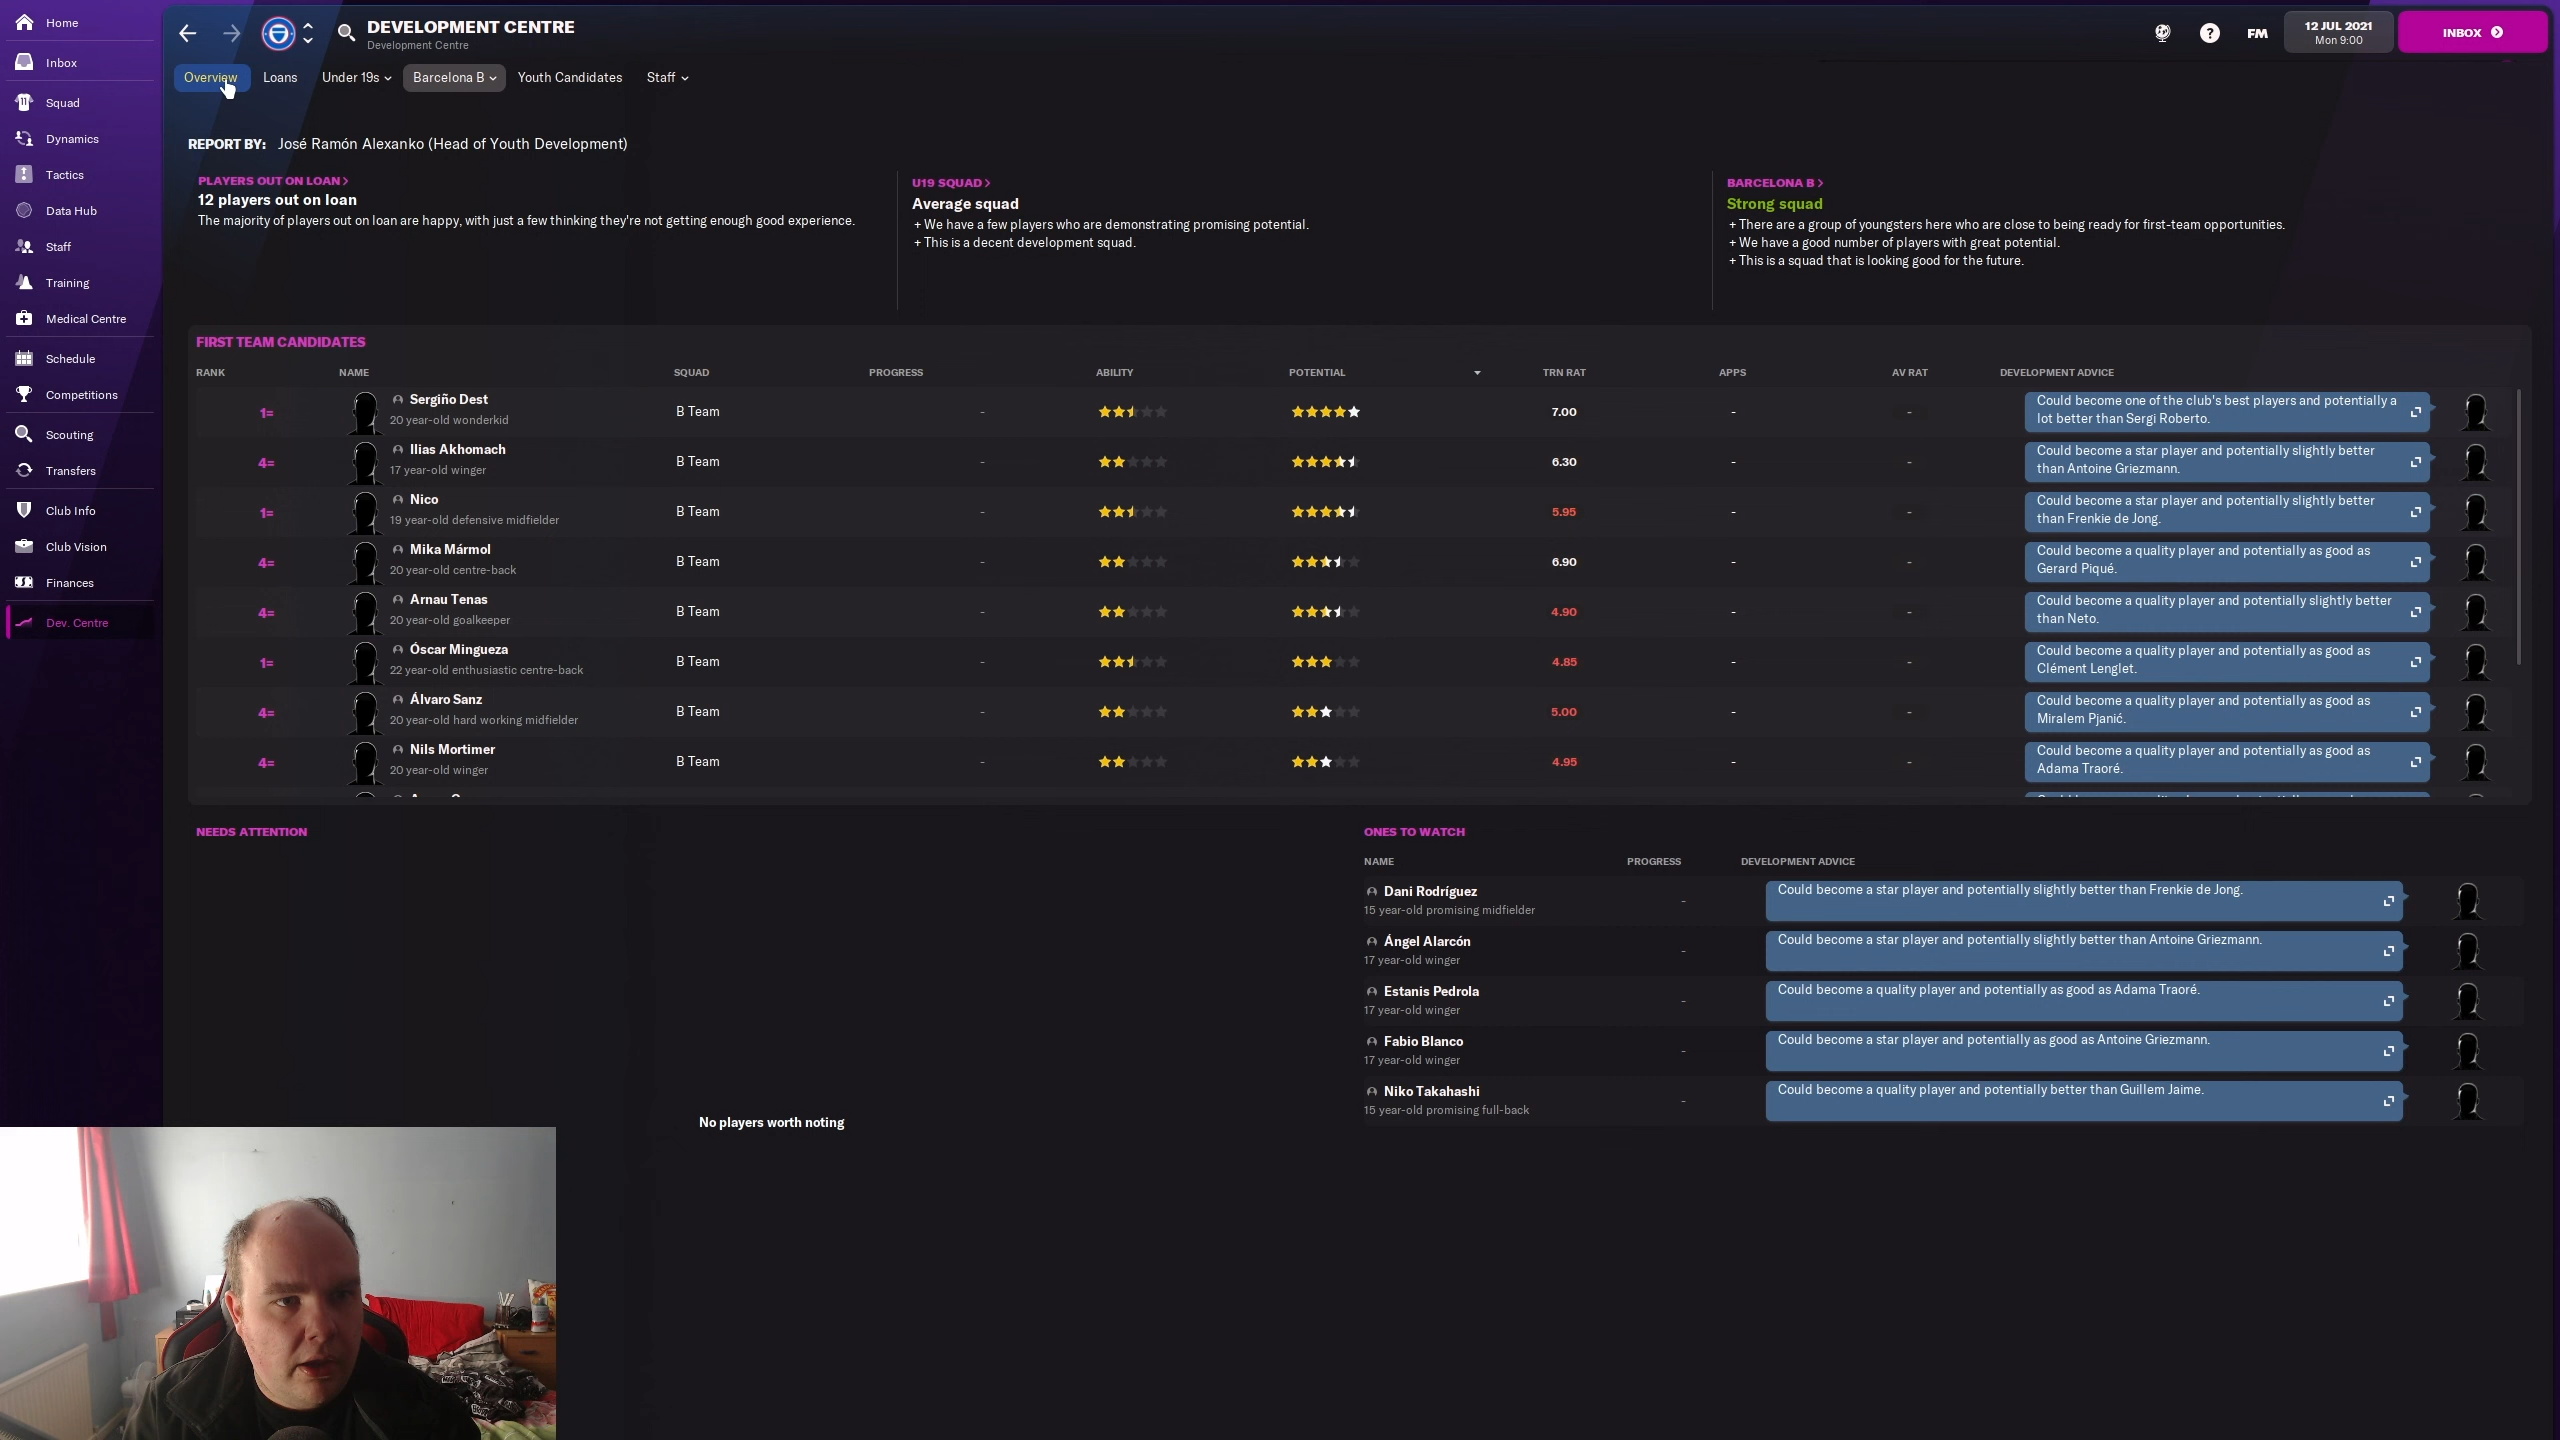 Home
Inbox
Squad
Dynamics
Tactics
Data Hub
Staff
Training
Medical Centre
Schedule
Competitions
Scouting
Transfers
Club Info
Club Vision
Finances
Dev. Centre
DEVELOPMENT CENTRE
Development Centre
FM
12 JUL 2021
Mon 9:00
INBOX
Overview Loans Under 19s Barcelona B Youth Candidates Staff
REPORT BY: José Ramón Alexanko (Head of Youth Development)
PLAYERS OUT ON LOAN >
12 players out on loan
The majority of players out on loan are happy, with just a few thinking they're not getting enough good experience.
U19 SQUAD >
Average squad
+ We have a few players who are demonstrating promising potential.
+ This is a decent development squad.
BARCELONA B >
Strong squad
+ There are a group of youngsters here who are close to being ready for first-team opportunities.
+ We have a good number of players with great potential.
+ This is a squad that is looking good for the future.
FIRST TEAM CANDIDATES
RANK NAME SQUAD PROGRESS ABILITY POTENTIAL TRN RAT APPS AV RAT DEVELOPMENT ADVICE
1= Sergiño Dest B Team - 7.00 - - Could become one of the club's best players and potentially a
20 year-old wonderkid lot better than Sergi Roberto.
4= Ilias Akhomach B Team - 6.30 - - Could become a star player and potentially slightly better
17 year-old winger than Antoine Griezmann.
1= Nico B Team - 5.95 - - Could become a star player and potentially slightly better
19 year-old defensive midfielder than Frenkie de Jong.
4= Mika Mármol B Team - 6.90 - - Could become a quality player and potentially as good as
20 year-old centre-back Gerard Piqué.
4= Arnau Tenas B Team - 4.90 - - Could become a quality player and potentially slightly better
20 year-old goalkeeper than Neto.
1= Óscar Mingueza B Team - 4.85 - - Could become a quality player and potentially as good as
22 year-old enthusiastic centre-back Clément Lenglet.
4= Álvaro Sanz B Team - 5.00 - - Could become a quality player and potentially as good as
20 year-old hard working midfielder Miralem Pjanić.
4= Nils Mortimer B Team - 4.95 - - Could become a quality player and potentially as good as
20 year-old winger Adama Traoré.
NEEDS ATTENTION
No players worth noting
ONES TO WATCH
NAME PROGRESS DEVELOPMENT ADVICE
Dani Rodríguez - Could become a star player and potentially slightly better than Frenkie de Jong.
15 year-old promising midfielder
Ángel Alarcón - Could become a star player and potentially slightly better than Antoine Griezmann.
17 year-old winger
Estanis Pedrola - Could become a quality player and potentially as good as Adama Traoré.
17 year-old winger
Fabio Blanco - Could become a star player and potentially as good as Antoine Griezmann.
17 year-old winger
Niko Takahashi - Could become a quality player and potentially better than Guillem Jaime.
15 year-old promising full-back